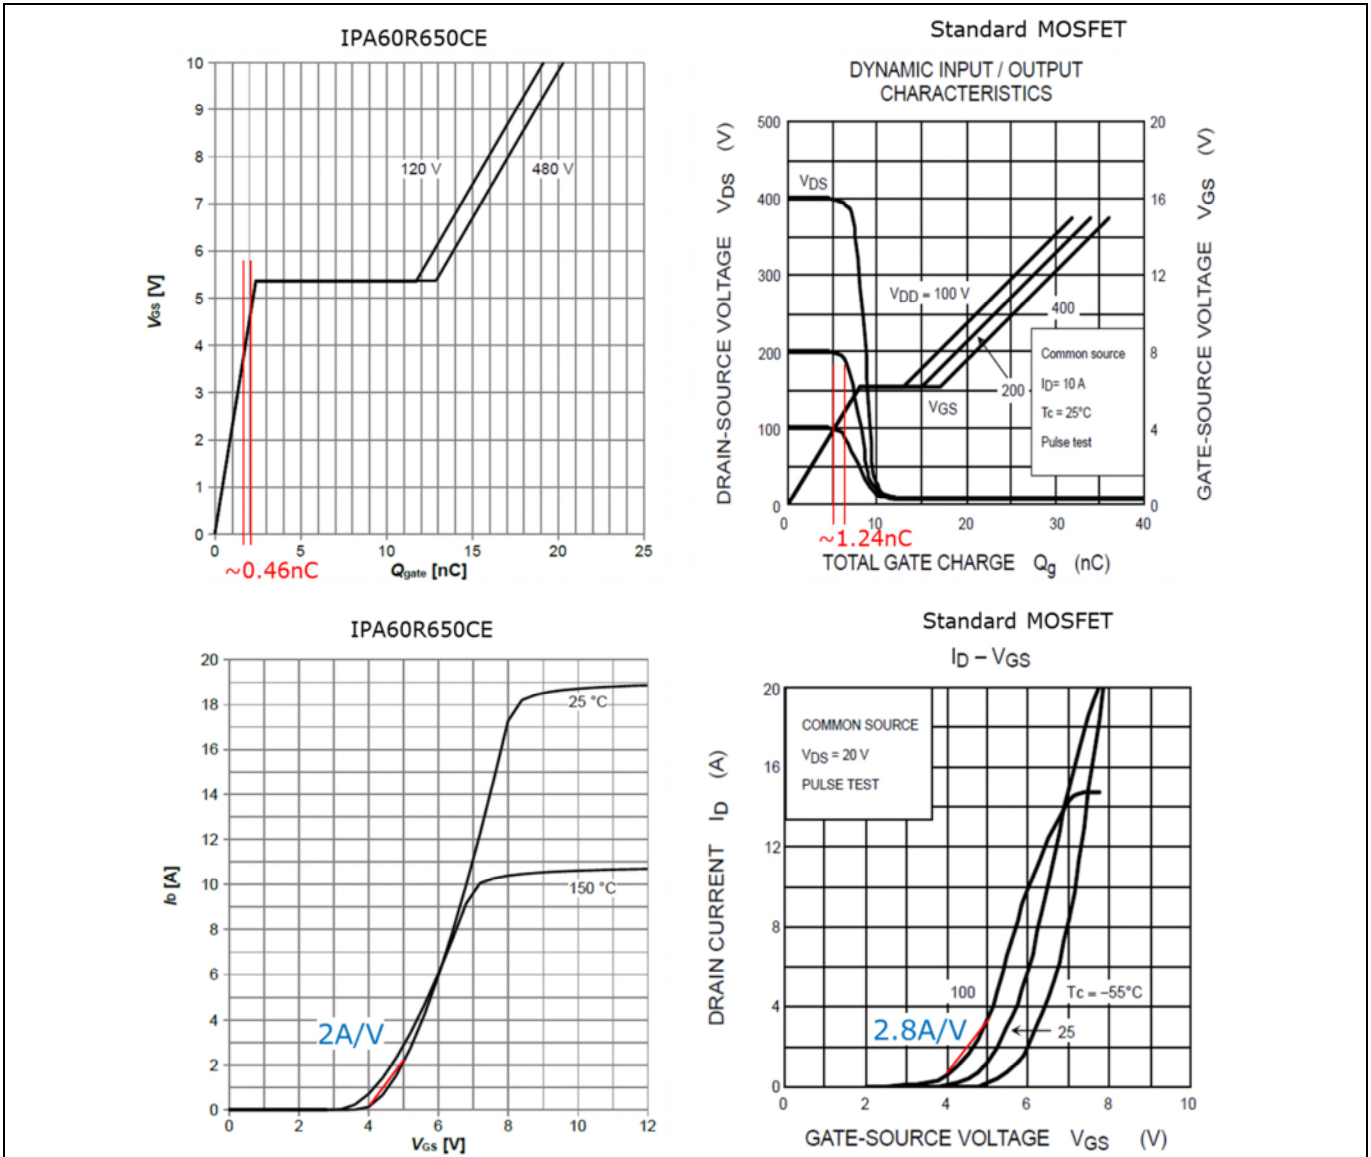 IPA60R650CE
10
9
8
7
6
5
4
3
2
1
0
VGS [V]
120 V
480 V
0 5 10 15 20 25
~0.46nC
Qgate [nC]
Standard MOSFET
DYNAMIC INPUT / OUTPUT
CHARACTERISTICS
DRAIN-SOURCE VOLTAGE VDS (V)
500
400
300
200
100
0
VDS
VDD = 100 V
400
200
VGS
Common source
ID= 10 A
Tc = 25°C
Pulse test
20
16
12
8
4
0
GATE-SOURCE VOLTAGE VGS (V)
0 10 20 30 40
~1.24nC
TOTAL GATE CHARGE Qg (nC)
IPA60R650CE
20
18
16
14
12
10
8
6
4
2
0
ID [A]
25 °C
150 °C
2A/V
0 2 4 6 8 10 12
VGS [V]
Standard MOSFET
ID – VGS
DRAIN CURRENT ID (A)
20
16
12
8
4
0
COMMON SOURCE
VDS = 20 V
PULSE TEST
100
Tc = −55°C
25
2.8A/V
0 2 4 6 8 10
GATE-SOURCE VOLTAGE VGS (V)